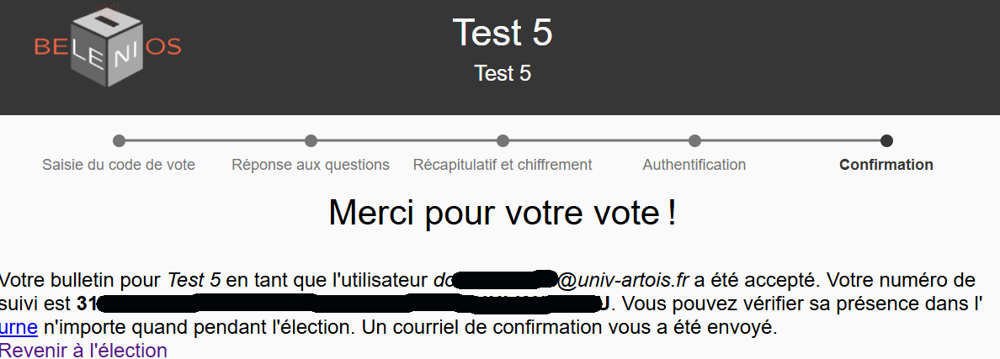 BELENIOS
Test 5
Test 5
Saisie du code de vote Réponse aux questions Récapitulatif et chiffrement Authentification Confirmation
Merci pour votre vote !
Votre bulletin pour Test 5 en tant que l'utilisateur do @univ-artois.fr a été accepté. Votre numéro de
suivi est 31 U. Vous pouvez vérifier sa présence dans l'
urne n'importe quand pendant l'élection. Un courriel de confirmation vous a été envoyé.
Revenir à l'élection